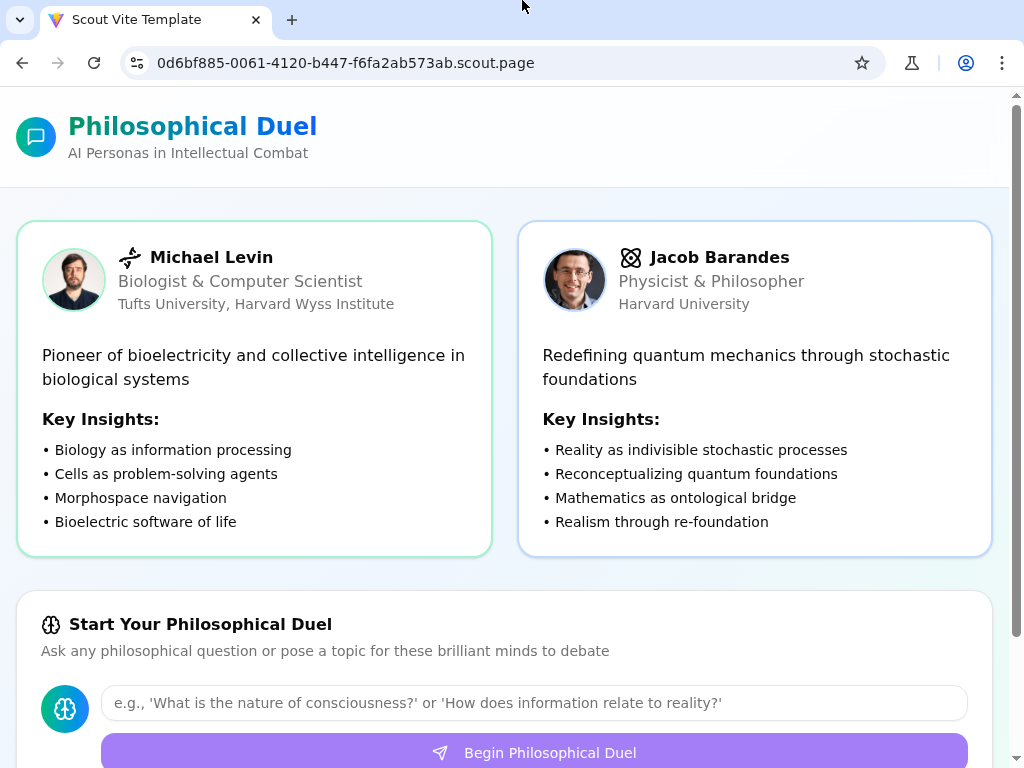 Scout Vite Template
0d6bf885-0061-4120-b447-f6fa2ab573ab.scout.page
Philosophical Duel
AI Personas in Intellectual Combat
Michael Levin
Biologist & Computer Scientist
Tufts University, Harvard Wyss Institute
Pioneer of bioelectricity and collective intelligence in
biological systems
Key Insights:
• Biology as information processing
• Cells as problem-solving agents
• Morphospace navigation
• Bioelectric software of life
Jacob Barandes
Physicist & Philosopher
Harvard University
Redefining quantum mechanics through stochastic
foundations
Key Insights:
• Reality as indivisible stochastic processes
• Reconceptualizing quantum foundations
• Mathematics as ontological bridge
• Realism through re-foundation
Start Your Philosophical Duel
Ask any philosophical question or pose a topic for these brilliant minds to debate
e.g., 'What is the nature of consciousness?' or 'How does information relate to reality?'
Begin Philosophical Duel